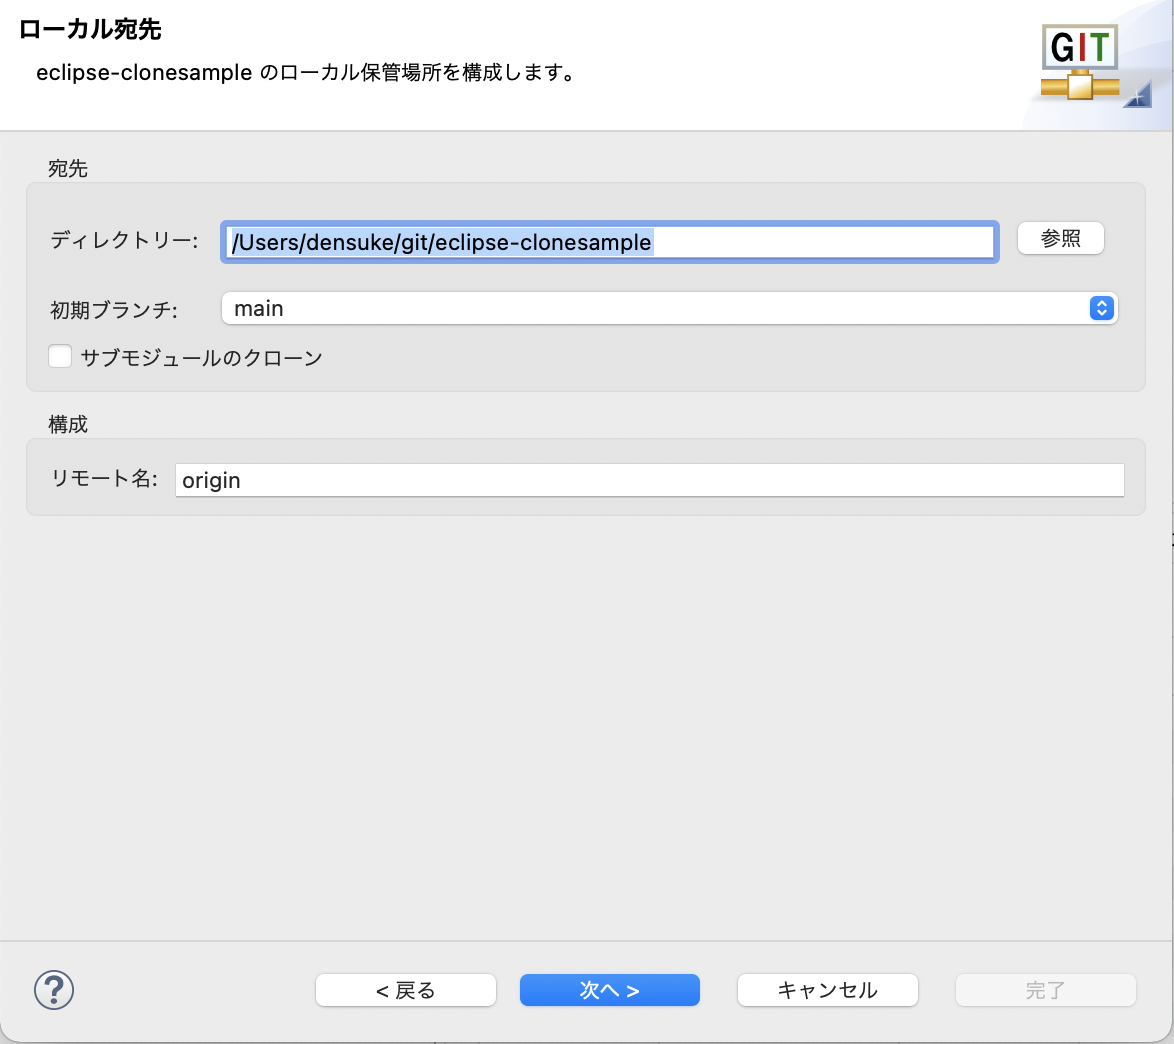 ローカル宛先
eclipse-clonesample のローカル保管場所を構成します。
GIT
宛先
ディレクトリー: /Users/densuke/git/eclipse-clonesample 参照
初期ブランチ: main
サブモジュールのクローン
構成
リモート名: origin
? < 戻る 次へ > キャンセル 完了